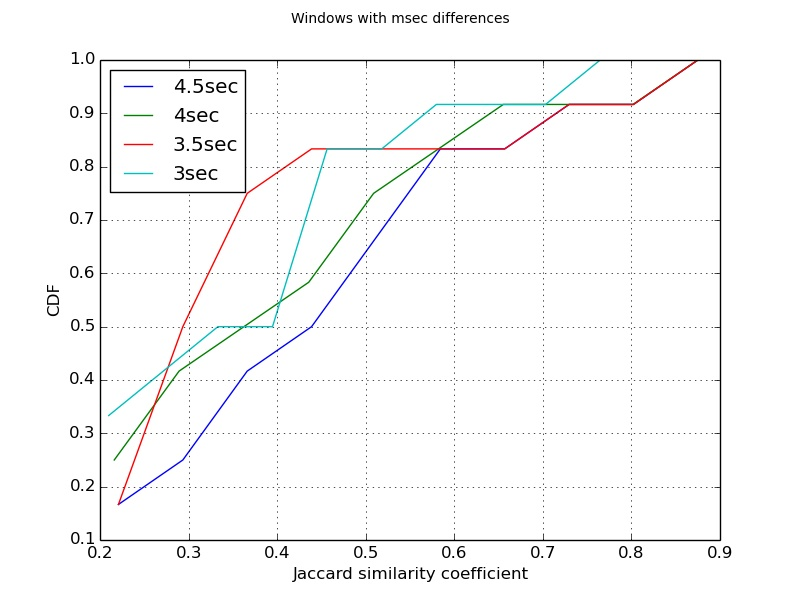 Windows with msec differences
1.0
0.9
0.8
0.7
0.6
0.5
0.4
0.3
0.2
0.1
CDF
4.5sec
4sec
3.5sec
3sec
0.2 0.3 0.4 0.5 0.6 0.7 0.8 0.9
Jaccard similarity coefficient